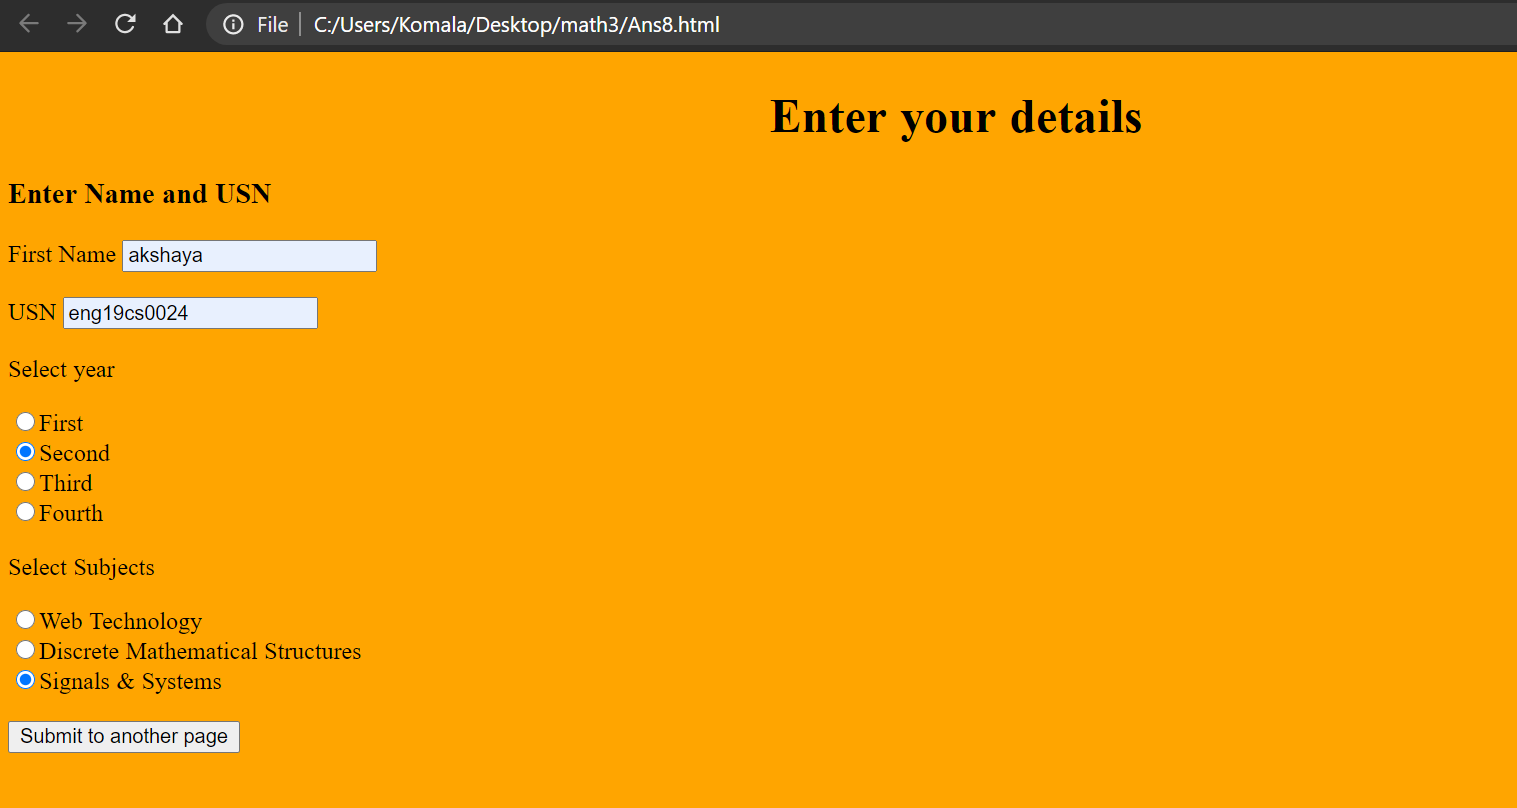 File C:/Users/Komala/Desktop/math3/Ans8.html
Enter your details
Enter Name and USN
First Name akshaya
USN eng19cs0024
Select year
First
Second
Third
Fourth
Select Subjects
Web Technology
Discrete Mathematical Structures
Signals & Systems
Submit to another page